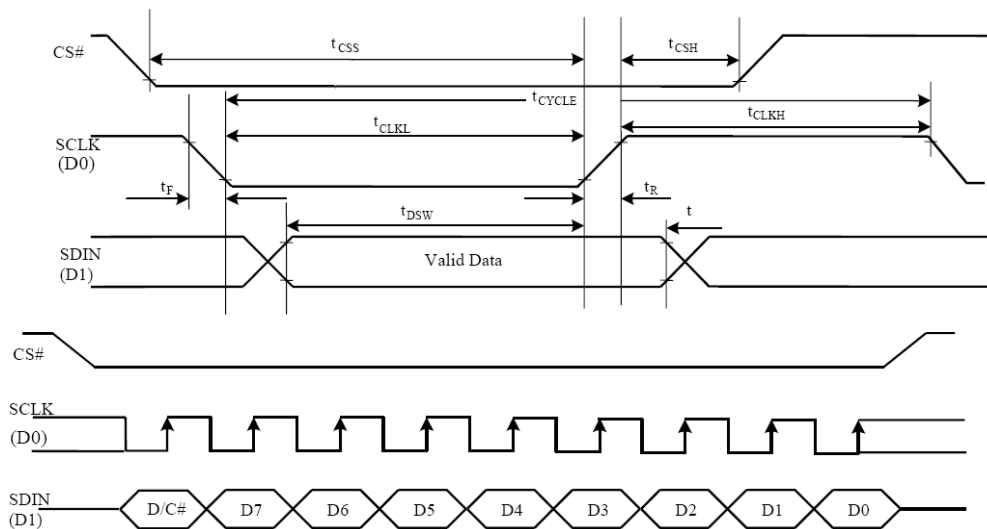 CS#
tCSS
tCSH
tCYCLE
tCLKL
tCLKH
SCLK
(D0)
tF
tR
tDSW
t
SDIN
(D1)
Valid Data
CS#
SCLK
(D0)
SDIN
(D1)
D/C# D7 D6 D5 D4 D3 D2 D1 D0